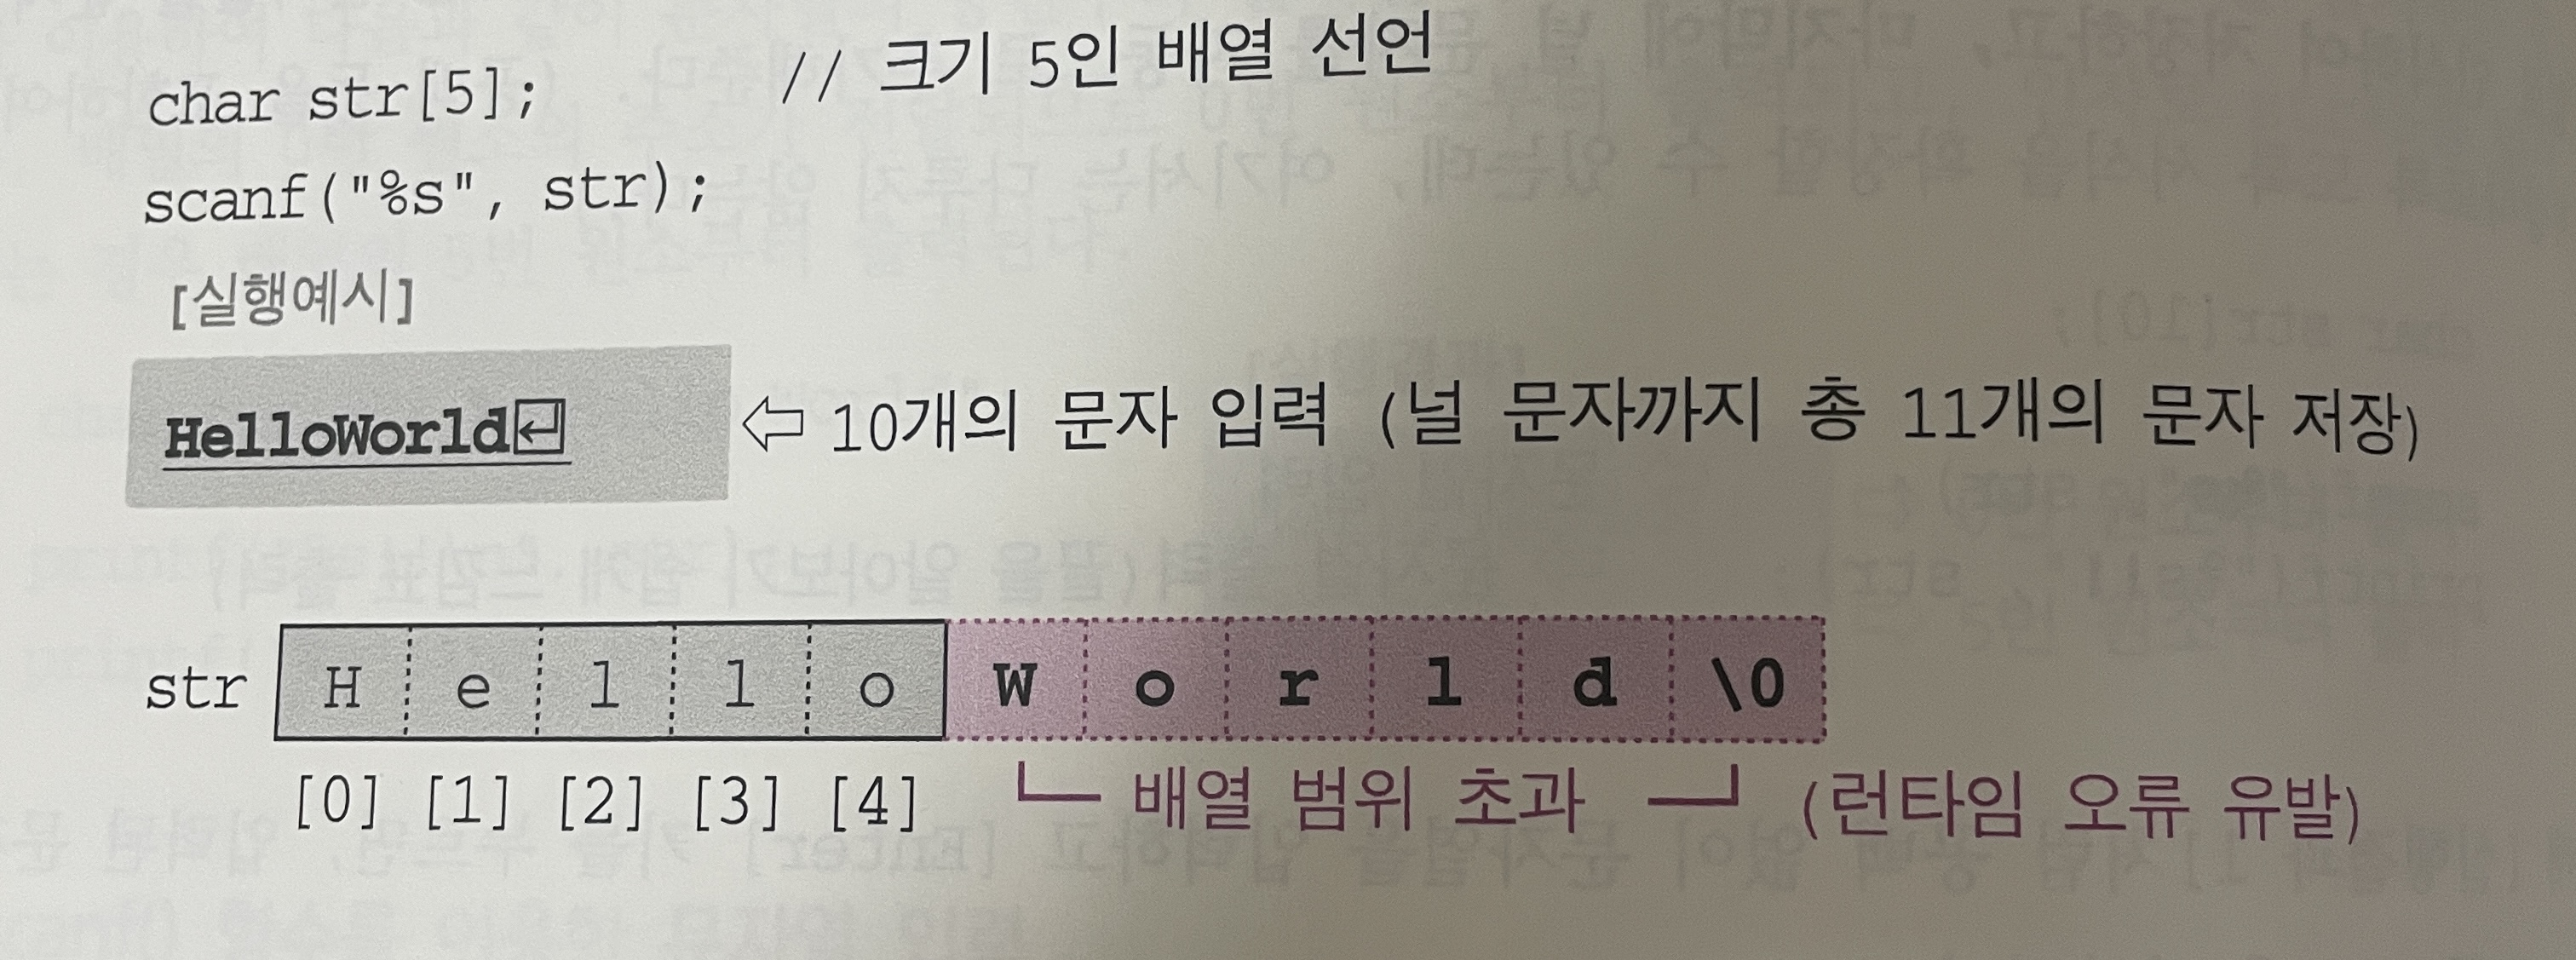 char str[5];    // 크기 5인 배열 선언
scanf("%s", str);
[실행예시]
HelloWorld↵ ⇦ 10개의 문자 입력 (널 문자까지 총 11개의 문자 저장)
str H e l l o W o r l d \0
[0] [1] [2] [3] [4] 배열 범위 초과 (런타임 오류 유발)